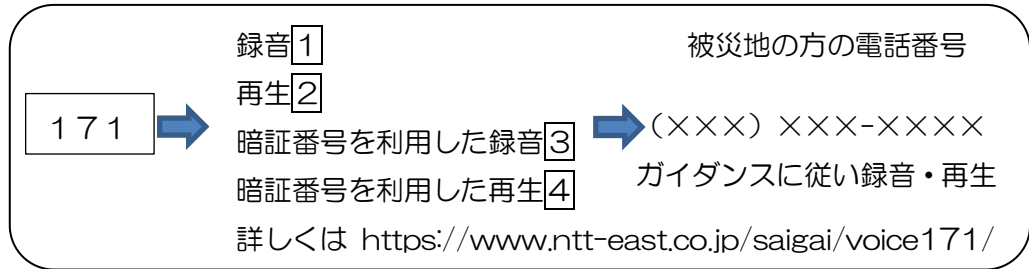 171
録音1
再生2
暗証番号を利用した録音3
暗証番号を利用した再生4
被災地の方の電話番号
(×××) ×××-××××
ガイダンスに従い録音・再生
詳しくは https://www.ntt-east.co.jp/saigai/voice171/